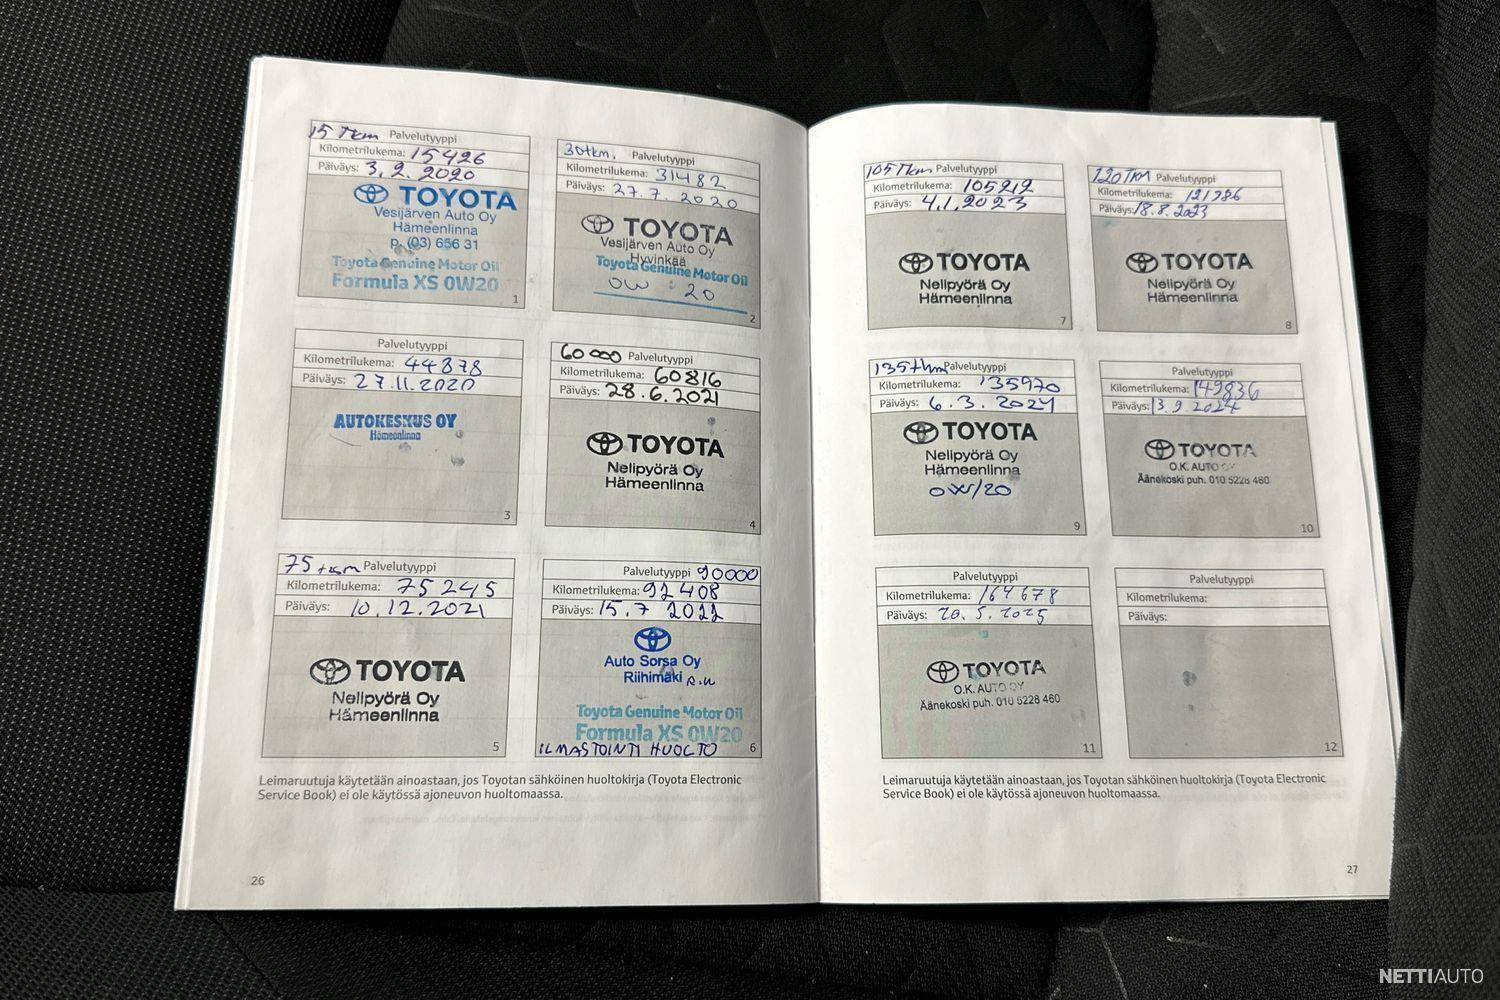 15 Tkm Palvelutyyppi
Kilometrilukema: 15426
Päiväys: 3.2.2020
TOYOTA
Vesijärven Auto Oy
Hämeenlinna
p. (03) 656 31
Toyota Genuine Motor Oil
Formula XS 0W20
1
30tkm. Palvelutyyppi
Kilometrilukema: 31482
Päiväys: 27.7.2020
TOYOTA
Vesijärven Auto Oy
Hyvinkää
Toyota Genuine Motor Oil
0W 20
2
Palvelutyyppi
Kilometrilukema: 44878
Päiväys: 27.11.2020
AUTOKESKUS OY
Hämeenlinna
3
60000 Palvelutyyppi
Kilometrilukema: 60816
Päiväys: 28.6.2021
TOYOTA
Nelipyörä Oy
Hämeenlinna
4
75 tkm Palvelutyyppi
Kilometrilukema: 75245
Päiväys: 10.12.2021
TOYOTA
Nelipyörä Oy
Hämeenlinna
5
Palvelutyyppi 90000
Kilometrilukema: 92408
Päiväys: 15.7 2022
Auto Sorsa Oy
Riihimäki
Toyota Genuine Motor Oil
Formula XS 0W20
ILMASTOINTI HUOLTO
6
Leimaruutuja käytetään ainoastaan, jos Toyotan sähköinen huoltokirja (Toyota Electronic
Service Book) ei ole käytössä ajoneuvon huoltomaassa.
26
105 Tkm Palvelutyyppi
Kilometrilukema: 105212
Päiväys: 4.1.2023
TOYOTA
Nelipyörä Oy
Hämeenlinna
7
120 TKM Palvelutyyppi
Kilometrilukema: 121986
Päiväys: 18.8.2023
TOYOTA
Nelipyörä Oy
Hämeenlinna
8
135 tkm Palvelutyyppi
Kilometrilukema: 135970
Päiväys: 6.3.2024
TOYOTA
Nelipyörä Oy
Hämeenlinna
0W/20
9
Palvelutyyppi
Kilometrilukema: 149836
Päiväys: 13.9.2024
TOYOTA
O.K. AUTO OY
Äänekoski puh. 010 5228 460
10
Palvelutyyppi
Kilometrilukema: 164678
Päiväys: 20.5.2025
TOYOTA
O.K. AUTO OY
Äänekoski puh. 010 5228 460
11
Palvelutyyppi
Kilometrilukema:
Päiväys:
12
Leimaruutuja käytetään ainoastaan, jos Toyotan sähköinen huoltokirja (Toyota Electronic
Service Book) ei ole käytössä ajoneuvon huoltomaassa.
27
NETTIAUTO